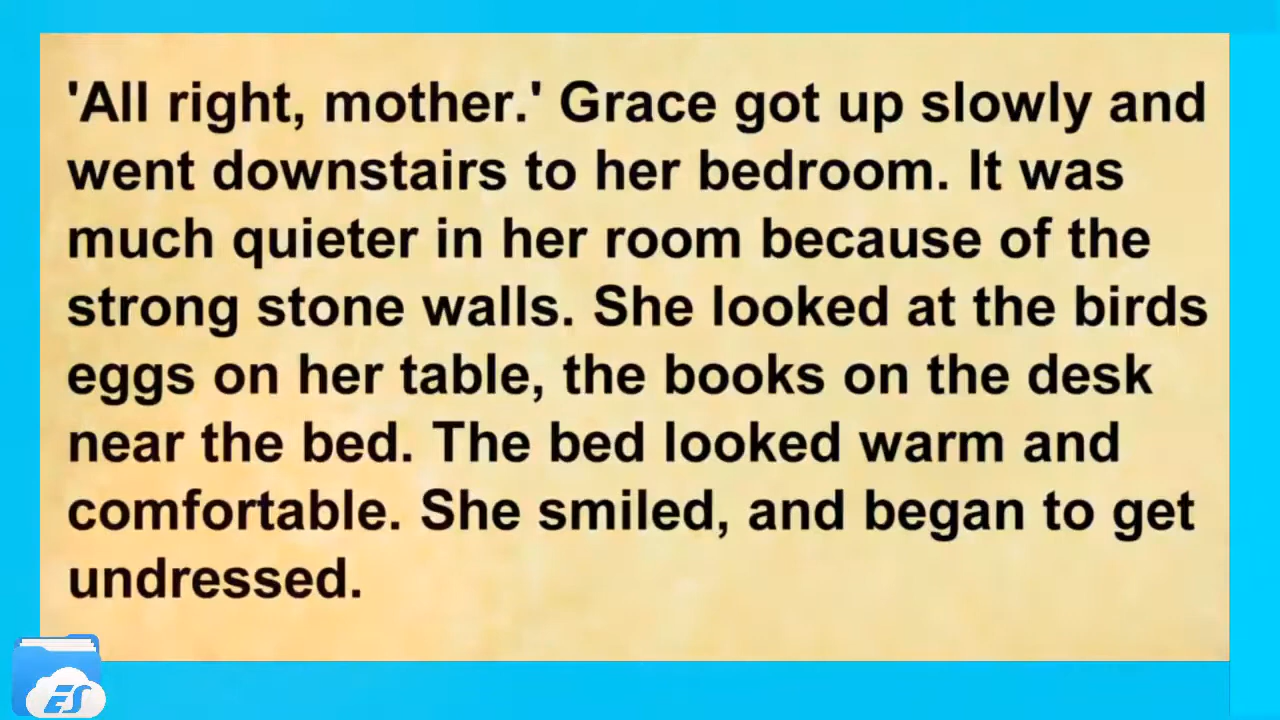 'All right, mother.' Grace got up slowly and
went downstairs to her bedroom. It was
much quieter in her room because of the
strong stone walls. She looked at the birds
eggs on her table, the books on the desk
near the bed. The bed looked warm and
comfortable. She smiled, and began to get
undressed.
ES